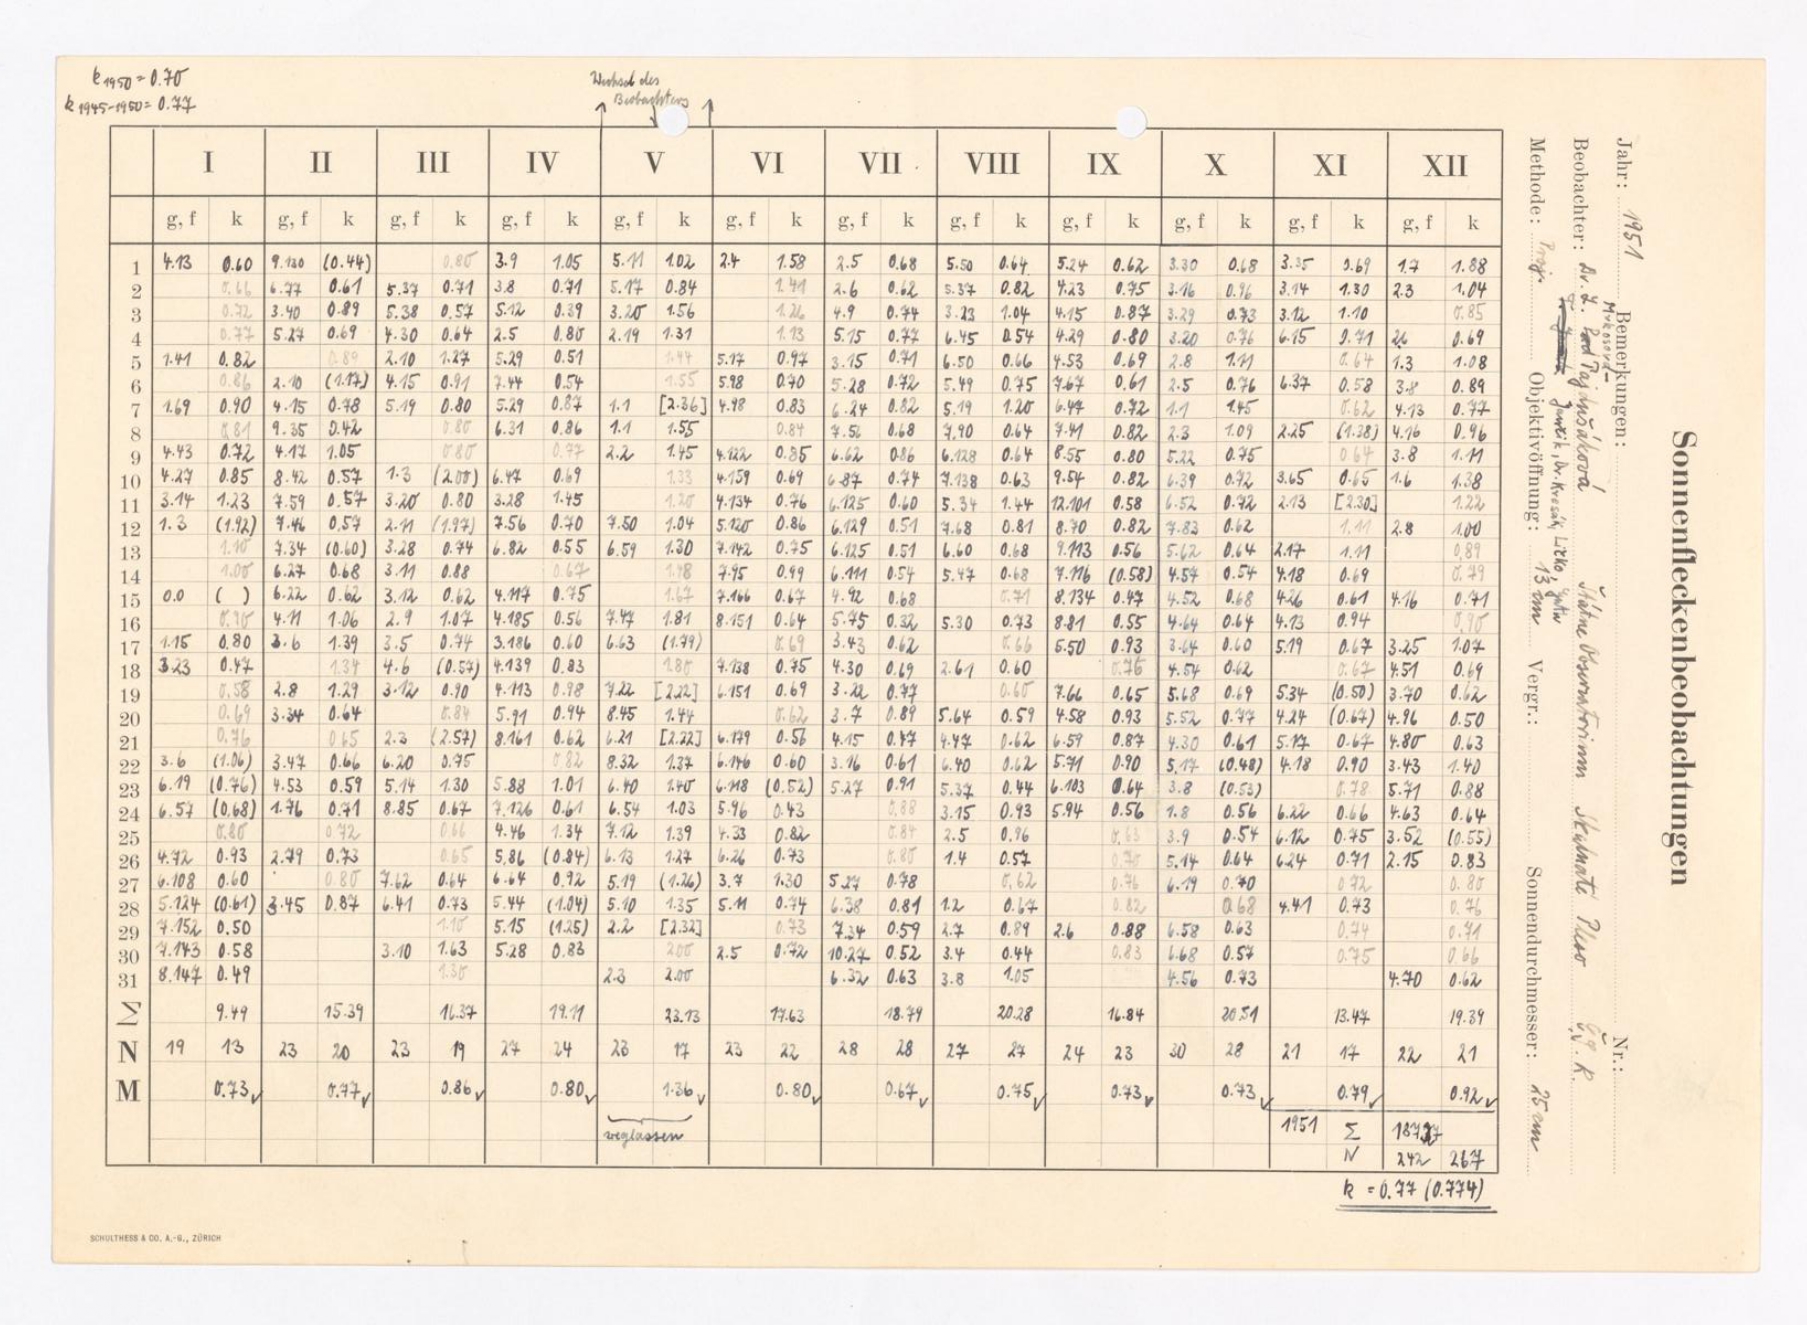 k 1950 = 0.70
k 1945-1950 = 0.77
Wechsel des
Beobachters
I II III IV V VI VII VIII IX X XI XII
g, f k g, f k g, f k g, f k g, f k g, f k g, f k g, f k g, f k g, f k g, f k g, f k
1 4.13 0.60 9.130 (0.44) 0.80 3.9 1.05 5.11 1.02 2.4 1.58 2.5 0.68 5.50 0.64 5.24 0.62 3.30 0.68 3.35 0.69 1.7 1.88
2 0.66 6.77 0.61 5.37 0.71 3.8 0.71 5.17 0.84 1.41 2.6 0.62 5.37 0.82 4.23 0.75 3.16 0.96 3.14 1.30 2.3 1.04
3 0.72 3.40 0.89 5.38 0.57 5.12 0.39 3.20 1.56 1.26 4.9 0.74 3.23 1.04 4.15 0.87 3.29 0.73 3.12 1.10 0.85
4 0.77 5.27 0.69 4.30 0.64 2.5 0.80 2.19 1.31 1.13 5.15 0.77 6.45 0.54 4.29 0.80 3.20 0.76 6.15 0.71 0.69
5 1.41 0.82 0.89 2.10 1.27 5.29 0.51 1.44 5.17 0.97 3.15 0.71 6.50 0.66 4.53 0.69 2.8 1.11 0.64 1.3 1.08
6 0.86 2.10 (1.17) 4.15 0.91 7.44 0.54 1.55 5.98 0.70 5.28 0.72 5.49 0.75 7.67 0.61 2.5 0.76 6.37 0.58 3.8 0.89
7 1.69 0.90 4.15 0.78 5.19 0.80 5.29 0.87 1.1 [2.36] 4.98 0.83 6.24 0.82 5.19 1.20 6.47 0.72 1.1 1.45 0.62 4.13 0.77
8 0.81 9.35 0.42 0.80 6.31 0.86 1.1 1.55 0.84 7.56 0.68 7.90 0.64 7.41 0.82 2.3 1.09 2.25 (1.38) 4.16 0.96
9 4.43 0.72 4.17 1.05 0.80 0.77 2.2 1.45 4.122 0.85 6.62 0.86 6.128 0.64 8.55 0.80 5.22 0.75 0.64 3.8 1.11
10 4.27 0.85 8.42 0.57 1.3 (2.00) 6.47 0.69 1.33 4.159 0.69 6.87 0.74 7.138 0.63 9.54 0.82 6.39 0.72 3.65 0.65 1.6 1.38
11 3.14 1.23 7.59 0.57 3.20 0.80 3.28 1.45 1.20 4.134 0.76 6.125 0.60 5.34 1.44 12.101 0.58 6.52 0.72 2.13 [2.30] 1.22
12 1.3 (1.92) 7.46 0.57 2.11 (1.97) 7.56 0.70 7.50 1.04 5.120 0.86 6.129 0.51 7.68 0.81 8.70 0.82 7.83 0.62 1.11 2.8 1.00
13 1.10 7.34 (0.60) 3.28 0.74 6.82 0.55 6.59 1.30 7.142 0.75 6.125 0.51 6.60 0.68 9.113 0.56 5.62 0.64 2.17 1.11 0.89
14 1.00 6.27 0.68 3.11 0.88 0.67 1.48 7.95 0.99 6.111 0.54 5.47 0.68 7.116 (0.58) 4.57 0.54 4.18 0.69 0.79
15 0.0 ( ) 6.22 0.62 3.12 0.62 4.117 0.75 1.67 7.166 0.67 4.92 0.68 0.71 8.134 0.47 4.52 0.68 4.26 0.61 4.16 0.71
16 0.90 4.11 1.06 2.9 1.07 4.185 0.56 7.47 1.81 8.151 0.64 5.75 0.32 5.30 0.73 8.81 0.55 4.64 0.64 4.13 0.94 0.90
17 1.15 0.80 3.6 1.39 3.5 0.74 3.186 0.60 6.63 (1.79) 0.69 3.43 0.62 0.66 5.50 0.93 3.64 0.60 5.19 0.67 3.25 1.07
18 3.23 0.47 1.34 4.6 (0.57) 4.139 0.83 1.80 7.138 0.75 4.30 0.69 2.61 0.60 0.76 4.54 0.62 0.67 4.51 0.69
19 0.58 2.8 1.29 3.12 0.90 4.113 0.98 7.22 [2.22] 6.151 0.69 3.22 0.77 0.60 7.66 0.65 5.68 0.69 5.34 (0.50) 3.70 0.62
20 0.69 3.34 0.64 0.84 5.91 0.94 8.45 1.44 0.62 3.7 0.89 5.64 0.59 4.58 0.93 5.52 0.77 4.24 (0.67) 4.96 0.50
21 0.76 0.65 2.3 (2.57) 8.161 0.62 6.21 [2.22] 6.179 0.56 4.15 0.47 4.47 0.62 6.59 0.87 4.30 0.61 5.17 0.67 4.80 0.63
22 3.6 (1.06) 3.47 0.66 6.20 0.75 0.82 8.32 1.37 6.146 0.60 3.16 0.61 6.40 0.62 5.71 0.90 5.17 (0.48) 4.18 0.90 3.43 1.40
23 6.19 (0.76) 4.53 0.59 5.14 1.30 5.88 1.01 6.40 1.40 6.118 (0.52) 5.27 0.91 5.37 0.44 6.103 0.64 3.8 (0.53) 0.78 5.71 0.88
24 6.57 (0.68) 1.76 0.71 8.85 0.67 7.126 0.61 6.54 1.03 5.96 0.43 0.88 3.15 0.93 5.94 0.56 1.8 0.56 6.22 0.66 4.63 0.64
25 0.80 0.72 0.66 4.46 1.34 7.12 1.39 4.33 0.82 0.84 2.5 0.96 0.63 3.9 0.54 6.12 0.75 3.52 (0.55)
26 4.72 0.93 2.79 0.73 0.65 5.86 (0.84) 6.13 1.27 6.26 0.73 0.80 1.4 0.57 0.70 5.14 0.64 6.24 0.71 2.15 0.83
27 6.108 0.60 0.80 7.62 0.64 6.64 0.92 5.19 (1.26) 3.7 1.30 5.27 0.78 0.62 0.76 6.19 0.70 0.72 0.80
28 5.124 (0.61) 3.45 0.87 6.41 0.73 5.44 (1.04) 5.10 1.35 5.11 0.74 6.38 0.81 1.2 0.67 0.82 0.68 4.41 0.73 0.76
29 7.152 0.50 1.10 5.15 (1.25) 2.2 [2.32] 0.73 7.34 0.59 2.7 0.89 2.6 0.88 6.58 0.63 0.74 0.71
30 7.143 0.58 3.10 1.63 5.28 0.83 2.00 2.5 0.72 10.27 0.52 3.4 0.44 0.83 6.68 0.57 0.75 0.66
31 8.147 0.49 1.30 2.3 2.00 6.32 0.63 3.8 1.05 4.56 0.73 4.70 0.62
Σ 9.49 15.39 16.37 19.11 23.13 17.63 18.79 20.28 16.84 20.51 13.47 19.39
N 19 13 23 20 23 19 27 24 23 17 23 22 28 28 27 27 24 23 30 28 21 17 22 21
M 0.73 0.77 0.86 0.80 1.36 0.80 0.67 0.75 0.73 0.73 0.79 0.92
weglassen
1951 Σ
N 242 267
k = 0.77 (0.774)
SCHULTHESS & CO. A.-G., ZÜRICH
Sonnenfleckenbeobachtungen
Jahr: 1951 Bemerkungen: Nr.:
Beobachter: Dr. Pajdušáková Státne Observatórium Skalnaté Pleso Č.S.R.
Methode: Proj. Objektivöffnung: 13 cm Vergr.: Sonnendurchmesser: 25 cm